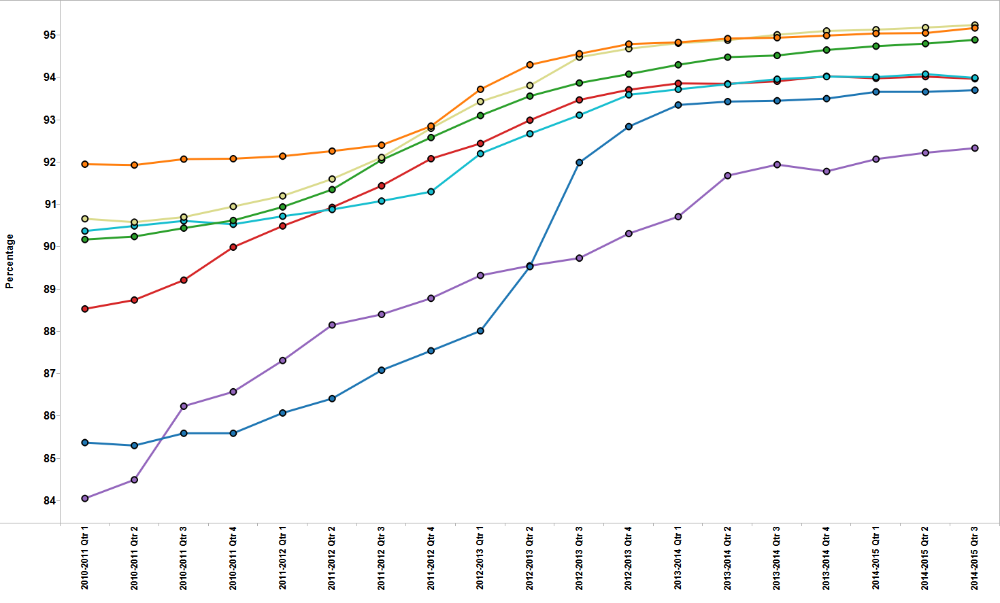 95
94
93
92
91
90
89
88
87
86
85
84
Percentage
2010-2011 Qtr 1
2010-2011 Qtr 2
2010-2011 Qtr 3
2010-2011 Qtr 4
2011-2012 Qtr 1
2011-2012 Qtr 2
2011-2012 Qtr 3
2011-2012 Qtr 4
2012-2013 Qtr 1
2012-2013 Qtr 2
2012-2013 Qtr 3
2012-2013 Qtr 4
2013-2014 Qtr 1
2013-2014 Qtr 2
2013-2014 Qtr 3
2013-2014 Qtr 4
2014-2015 Qtr 1
2014-2015 Qtr 2
2014-2015 Qtr 3